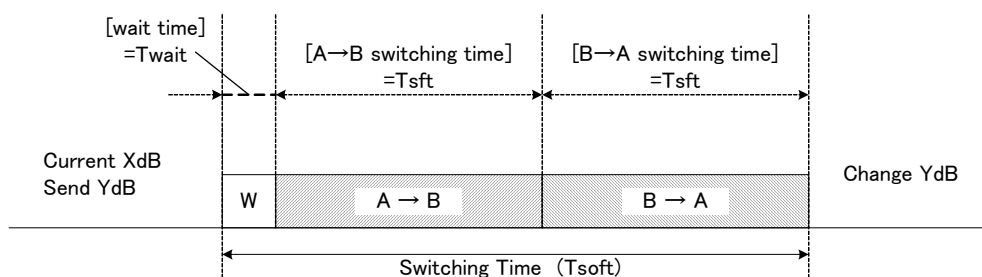 [wait time]
=Twait
[A→B switching time]
=Tsft
[B→A switching time]
=Tsft
Current XdB
Send YdB
W
A → B
B → A
Change YdB
Switching Time (Tsoft)